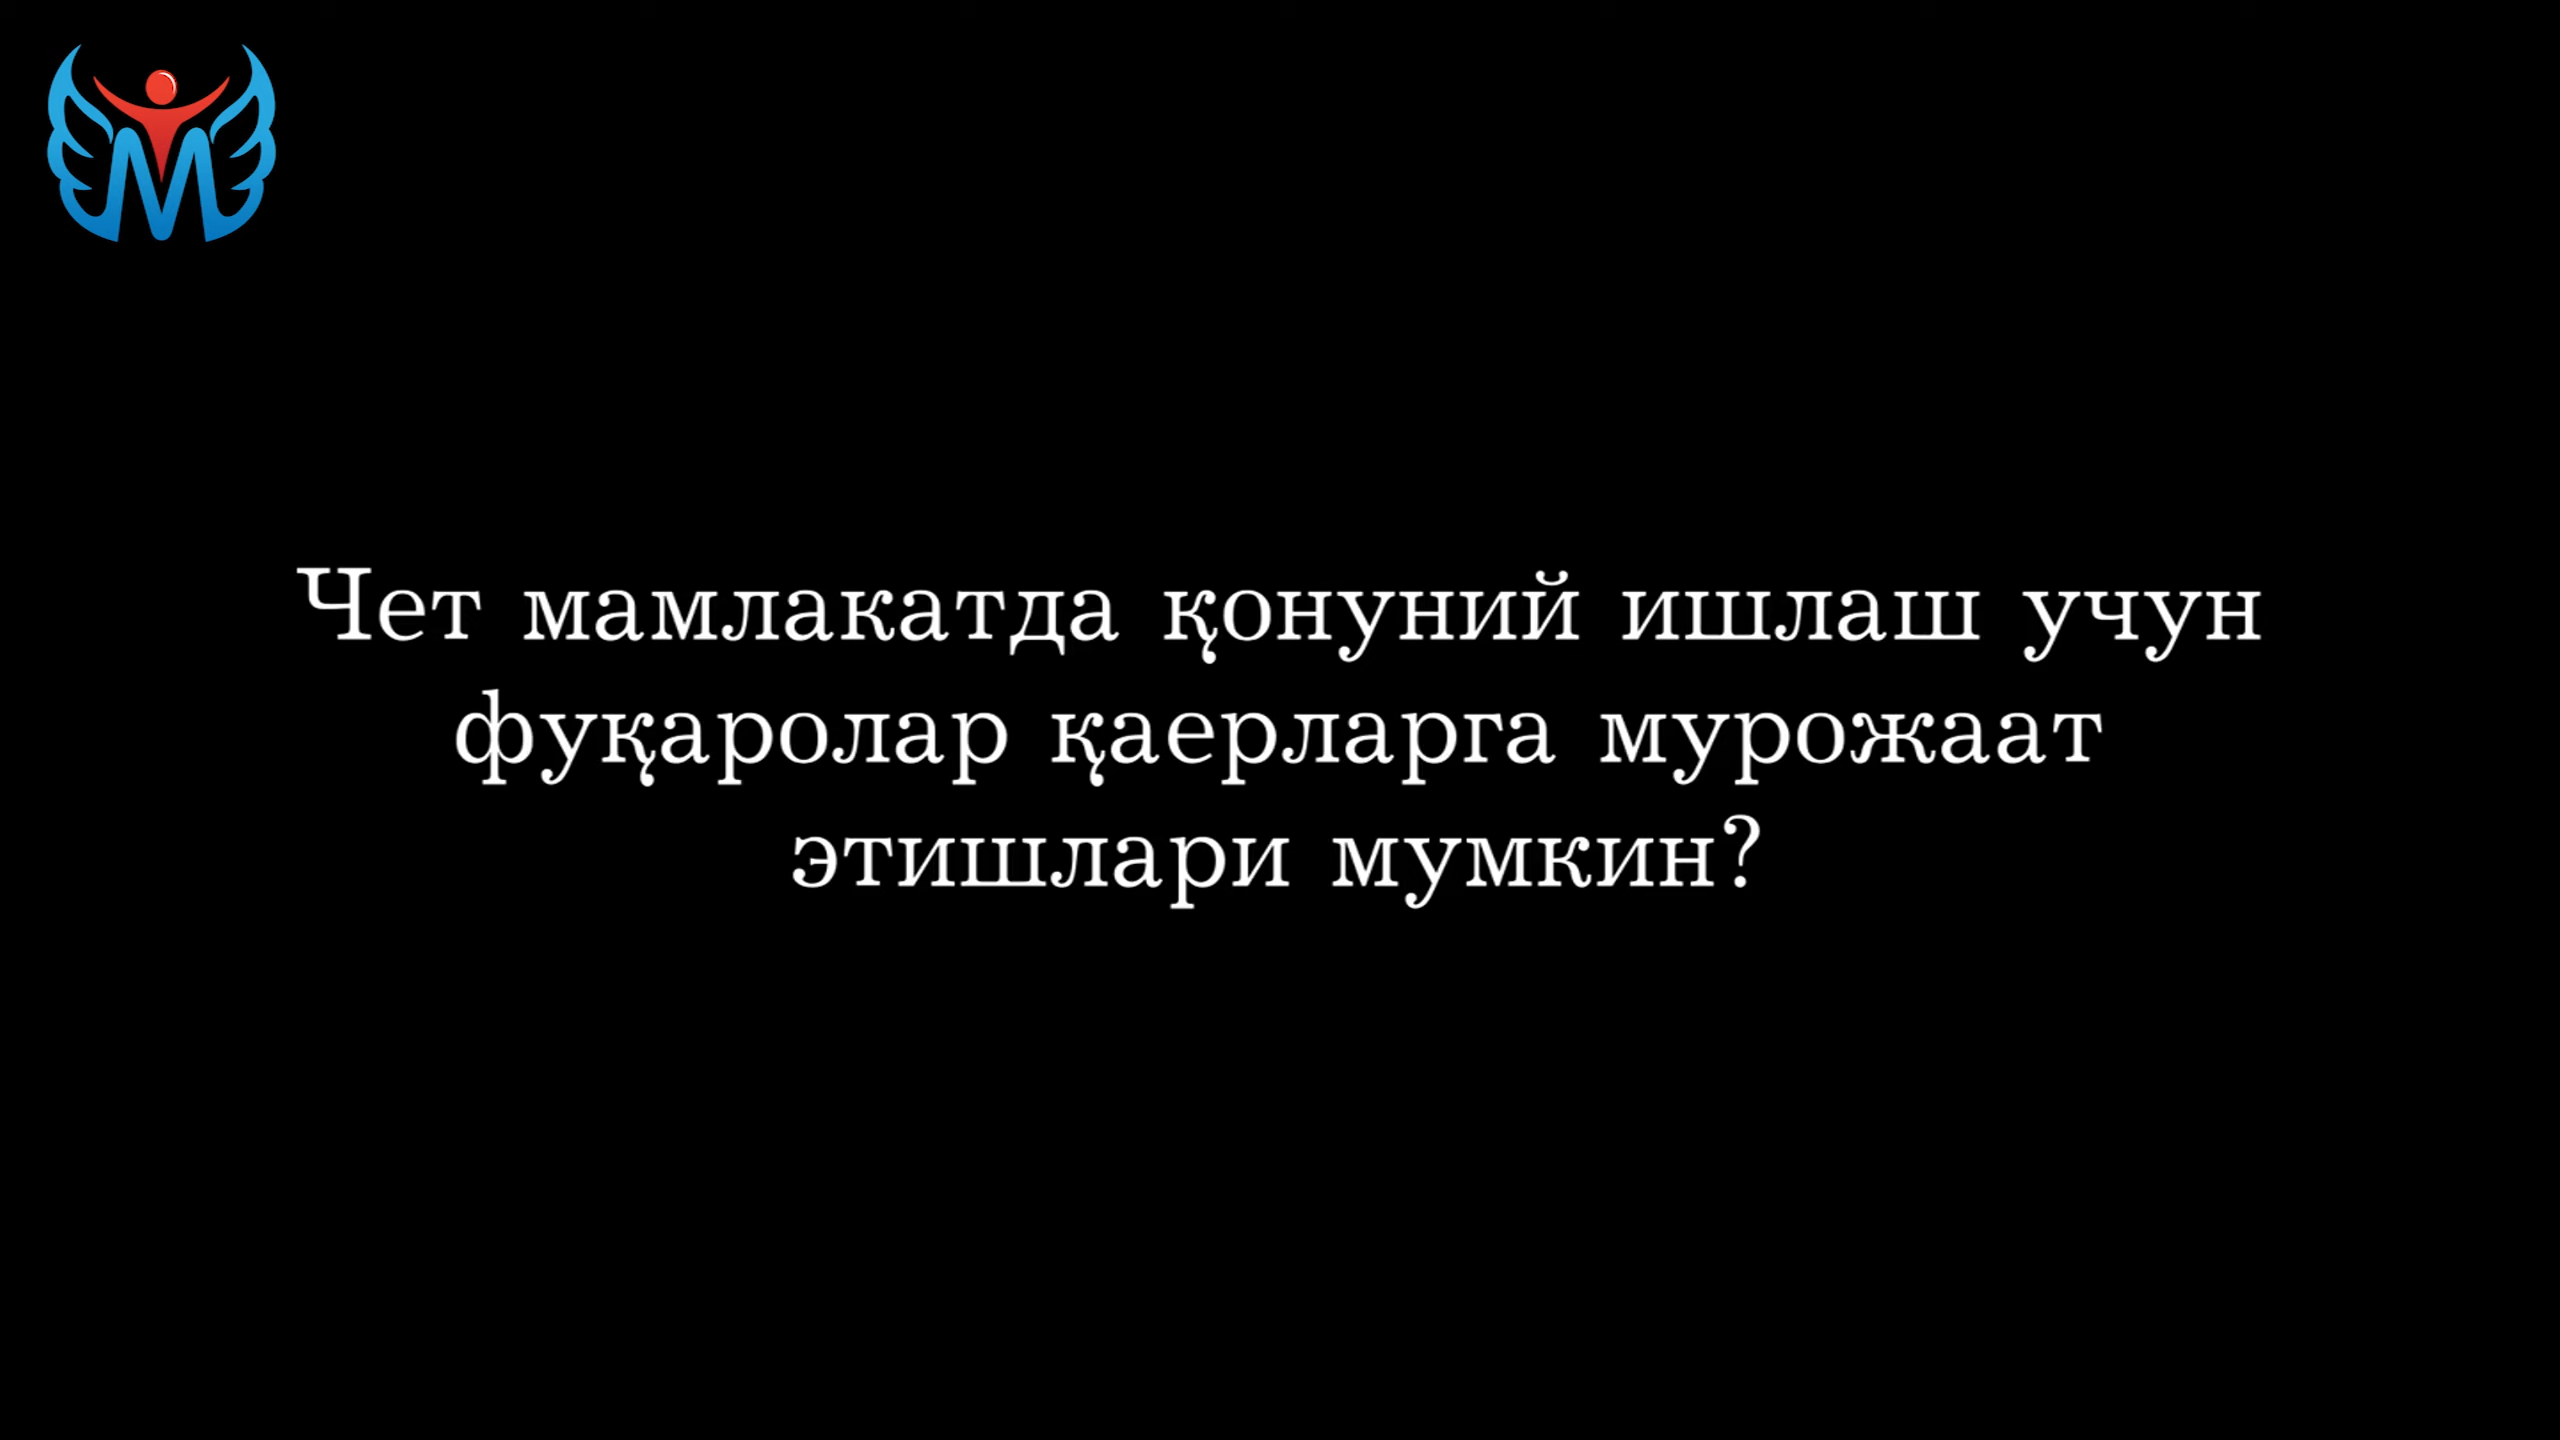 Чет мамлакатда қонуний ишлаш учун
фуқаролар қаерларга мурожаат
этишлари мумкин?